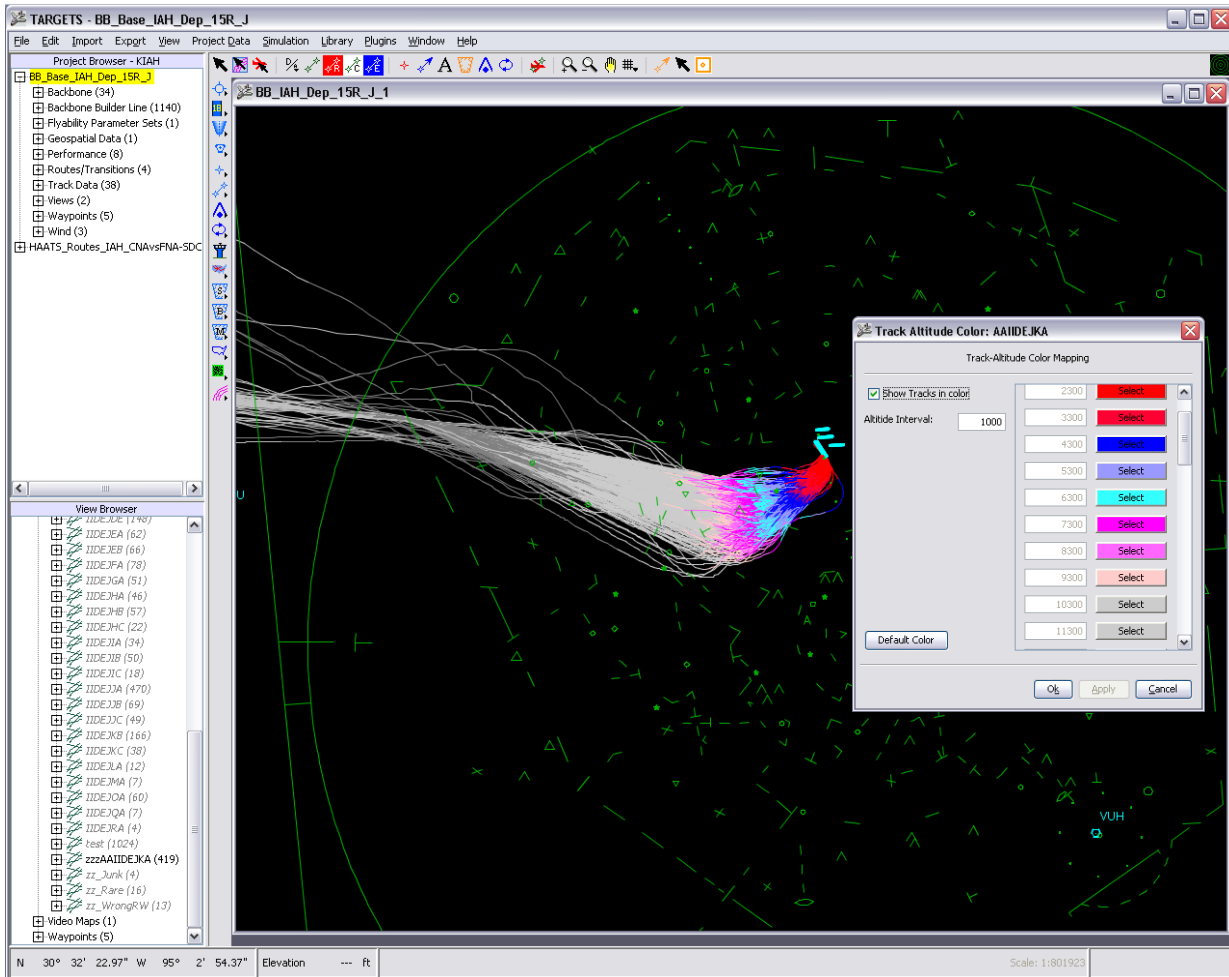 TARGETS - BB_Base_IAH_Dep_15R_J
File Edit Import Export View Project Data Simulation Library Plugins Window Help
Project Browser - KIAH
BB_Base_IAH_Dep_15R_J
Backbone (34)
Backbone Builder Line (1140)
Flyability Parameter Sets (1)
Geospatial Data (1)
Performance (8)
Routes/Transitions (4)
Track Data (38)
Views (2)
Waypoints (5)
Wind (3)
HAATS_Routes_IAH_CNAvsFNA-SDC
View Browser
IIDEJDE (148)
IIDEJEA (62)
IIDEJEB (66)
IIDEJFA (78)
IIDEJGA (51)
IIDEJHA (46)
IIDEJHB (57)
IIDEJHC (22)
IIDEJIA (34)
IIDEJIB (50)
IIDEJIC (18)
IIDEJJA (470)
IIDEJJB (69)
IIDEJJC (49)
IIDEJKB (166)
IIDEJKC (38)
IIDEJLA (12)
IIDEJMA (7)
IIDEJOA (60)
IIDEJQA (7)
IIDEJRA (4)
test (1024)
zzzAAIIDEJKA (419)
zz_Junk (4)
zz_Rare (16)
zz_WrongRW (13)
Video Maps (1)
Waypoints (5)
BB_IAH_Dep_15R_J_1
U
VUH
Track Altitude Color: AAIIDEJKA
Track-Altitude Color Mapping
Show Tracks in color
Altitide Interval: 1000
2300 Select
3300 Select
4300 Select
5300 Select
6300 Select
7300 Select
8300 Select
9300 Select
10300 Select
11300 Select
Default Color
Ok Apply Cancel
N 30° 32' 22.97" W 95° 2' 54.37" Elevation --- ft Scale: 1:801923